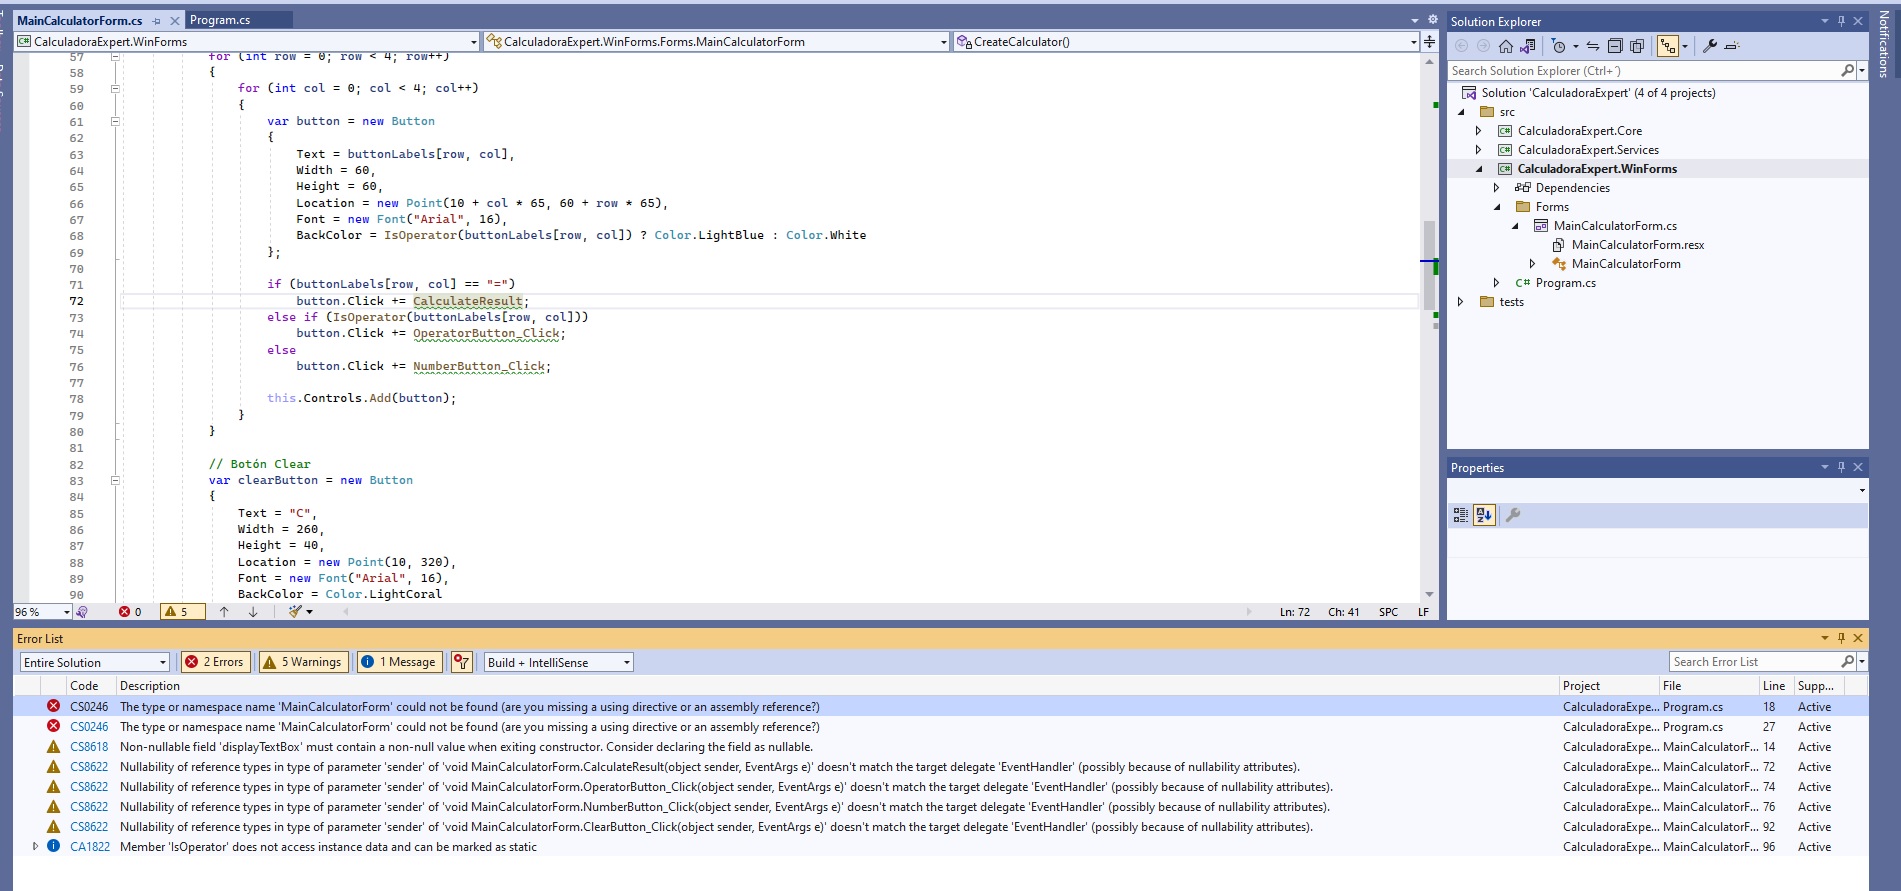 MainCalculatorForm.cs
Program.cs
CalculadoraExpert.WinForms
CalculadoraExpert.WinForms.Forms.MainCalculatorForm
CreateCalculator()
57 for (int row = 0; row < 4; row++)
58 {
59 for (int col = 0; col < 4; col++)
60 {
61 var button = new Button
62 {
63 Text = buttonLabels[row, col],
64 Width = 60,
65 Height = 60,
66 Location = new Point(10 + col * 65, 60 + row * 65),
67 Font = new Font("Arial", 16),
68 BackColor = IsOperator(buttonLabels[row, col]) ? Color.LightBlue : Color.White
69 };
70
71 if (buttonLabels[row, col] == "=")
72 button.Click += CalculateResult;
73 else if (IsOperator(buttonLabels[row, col]))
74 button.Click += OperatorButton_Click;
75 else
76 button.Click += NumberButton_Click;
77
78 this.Controls.Add(button);
79 }
80 }
81
82 // Botón Clear
83 var clearButton = new Button
84 {
85 Text = "C",
86 Width = 260,
87 Height = 40,
88 Location = new Point(10, 320),
89 Font = new Font("Arial", 16),
90 BackColor = Color.LightCoral
96 % 0 5 Ln: 72 Ch: 41 SPC LF
Solution Explorer
Search Solution Explorer (Ctrl+´)
Solution 'CalculadoraExpert' (4 of 4 projects)
src
CalculadoraExpert.Core
CalculadoraExpert.Services
CalculadoraExpert.WinForms
Dependencies
Forms
MainCalculatorForm.cs
MainCalculatorForm.resx
MainCalculatorForm
C# Program.cs
tests
Properties
Notifications
Error List
Entire Solution 2 Errors 5 Warnings 1 Message Build + IntelliSense Search Error List
Code Description Project File Line Supp...
CS0246 The type or namespace name 'MainCalculatorForm' could not be found (are you missing a using directive or an assembly reference?) CalculadoraExpe... Program.cs 18 Active
CS0246 The type or namespace name 'MainCalculatorForm' could not be found (are you missing a using directive or an assembly reference?) CalculadoraExpe... Program.cs 27 Active
CS8618 Non-nullable field 'displayTextBox' must contain a non-null value when exiting constructor. Consider declaring the field as nullable. CalculadoraExpe... MainCalculatorF... 14 Active
CS8622 Nullability of reference types in type of parameter 'sender' of 'void MainCalculatorForm.CalculateResult(object sender, EventArgs e)' doesn't match the target delegate 'EventHandler' (possibly because of nullability attributes). CalculadoraExpe... MainCalculatorF... 72 Active
CS8622 Nullability of reference types in type of parameter 'sender' of 'void MainCalculatorForm.OperatorButton_Click(object sender, EventArgs e)' doesn't match the target delegate 'EventHandler' (possibly because of nullability attributes). CalculadoraExpe... MainCalculatorF... 74 Active
CS8622 Nullability of reference types in type of parameter 'sender' of 'void MainCalculatorForm.NumberButton_Click(object sender, EventArgs e)' doesn't match the target delegate 'EventHandler' (possibly because of nullability attributes). CalculadoraExpe... MainCalculatorF... 76 Active
CS8622 Nullability of reference types in type of parameter 'sender' of 'void MainCalculatorForm.ClearButton_Click(object sender, EventArgs e)' doesn't match the target delegate 'EventHandler' (possibly because of nullability attributes). CalculadoraExpe... MainCalculatorF... 92 Active
CA1822 Member 'IsOperator' does not access instance data and can be marked as static CalculadoraExpe... MainCalculatorF... 96 Active